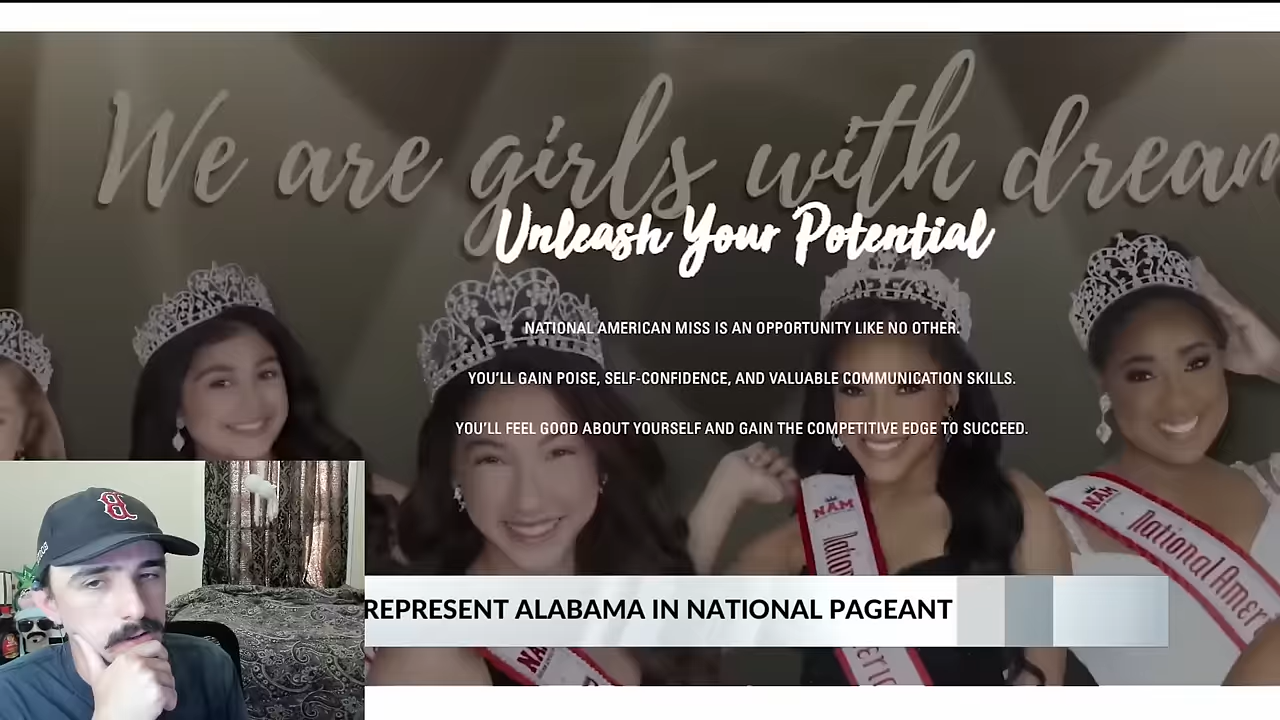 We are girls with dream
Unleash Your Potential
NATIONAL AMERICAN MISS IS AN OPPORTUNITY LIKE NO OTHER.
YOU'LL GAIN POISE, SELF-CONFIDENCE, AND VALUABLE COMMUNICATION SKILLS.
YOU'LL FEEL GOOD ABOUT YOURSELF AND GAIN THE COMPETITIVE EDGE TO SUCCEED.
NAM
National Ameri
NAM
Nation
B
REPRESENT ALABAMA IN NATIONAL PAGEANT